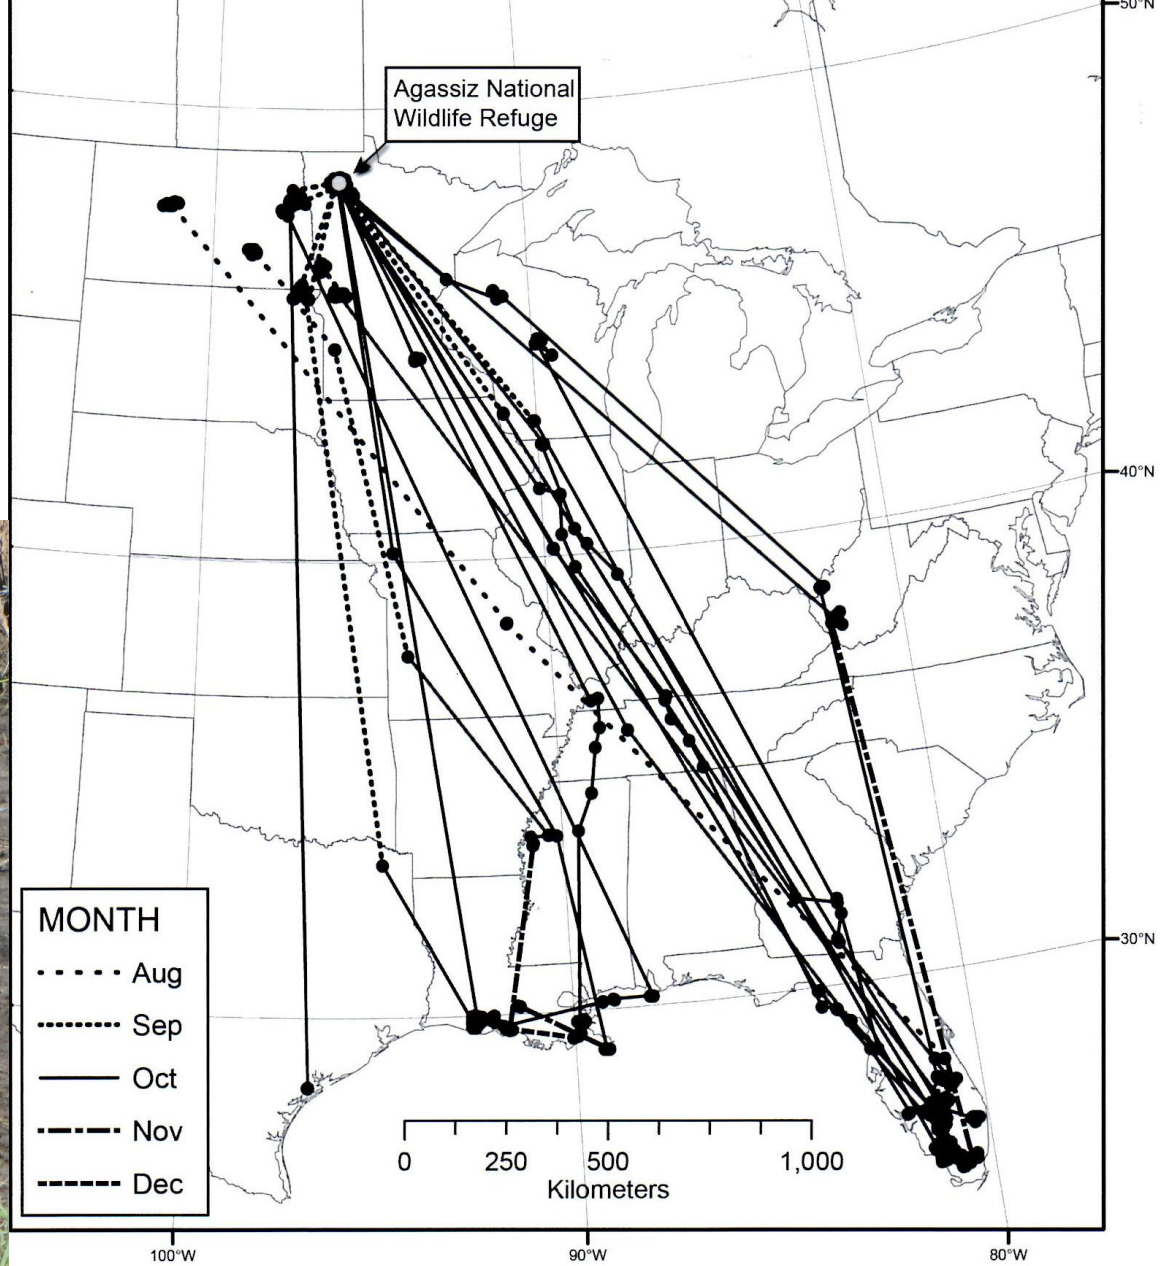 50°N
Agassiz National
Wildlife Refuge
40°N
MONTH
Aug
Sep
Oct
Nov
Dec
30°N
0 250 500 1,000
Kilometers
100°W 90°W 80°W